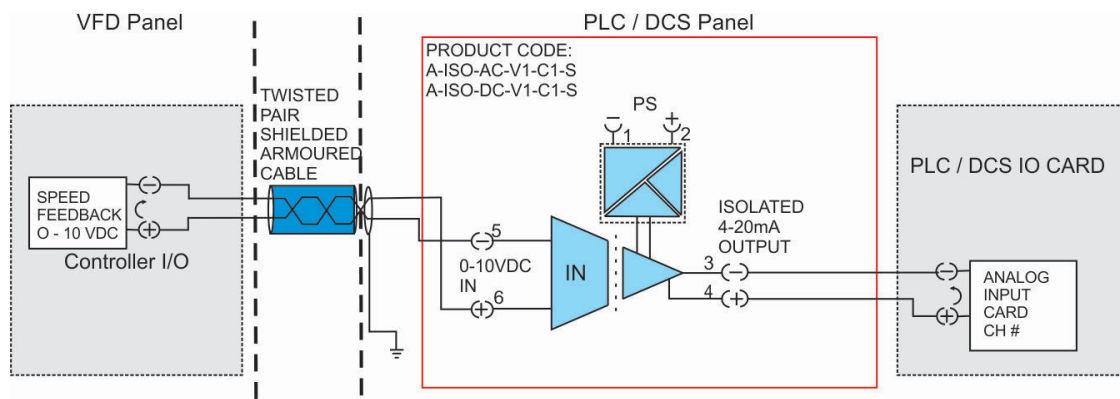 VFD Panel
PLC / DCS Panel
PRODUCT CODE:
A-ISO-AC-V1-C1-S
A-ISO-DC-V1-C1-S
TWISTED
PAIR
SHIELDED
ARMOURED
CABLE
SPEED
FEEDBACK
O - 10 VDC
Controller I/O
PS
1
2
5
0-10VDC
IN
6
IN
ISOLATED
4-20mA
OUTPUT
3
4
PLC / DCS IO CARD
ANALOG
INPUT
CARD
CH #